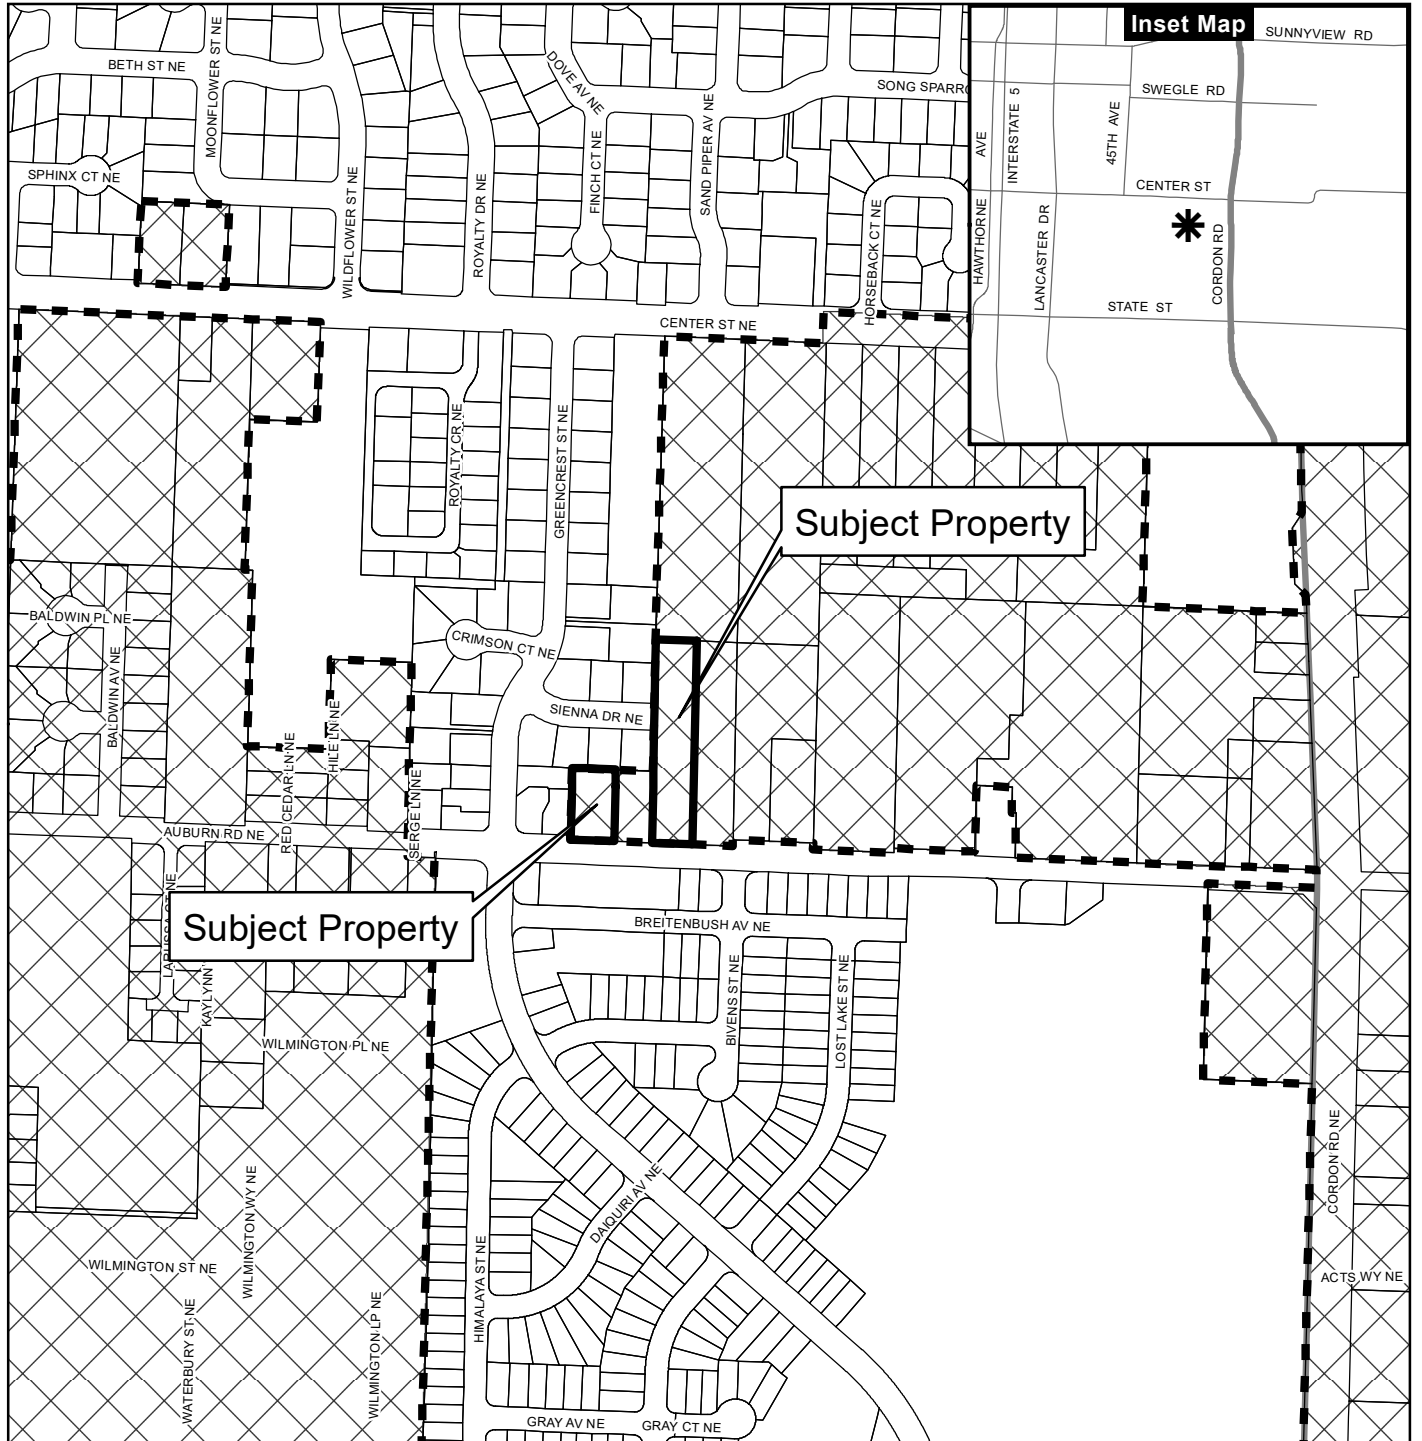 Inset Map
SUNNYVIEW RD
SWEGLE RD
INTERSTATE 5
45TH AVE
HAWTHORNE AVE
CENTER ST
LANCASTER DR
CORDON RD
STATE ST
BETH ST NE
MOONFLOWER ST NE
DOVE AV NE
SONG SPARRO
SPHINX CT NE
WILDFLOWER ST NE
ROYALTY DR NE
FINCH CT NE
SAND PIPER AV NE
HORSEBACK CT NE
CENTER ST NE
ROYALTY CR NE
GREENCREST ST NE
Subject Property
BALDWIN PL NE
BALDWIN AV NE
CRIMSON CT NE
SIENNA DR NE
HILE LN NE
RED CEDAR LN NE
SERGE LN NE
AUBURN RD NE
Subject Property
KAYLYNN
BREITENBUSH AV NE
BIVENS ST NE
LOST LAKE ST NE
WILMINGTON PL NE
WILMINGTON WY NE
WILMINGTON ST NE
WATERBURY ST NE
WILMINGTON LP NE
HIMALAYA ST NE
DAIQUIRI AV NE
CORDON RD NE
ACTS WY NE
GRAY AV NE
GRAY CT NE